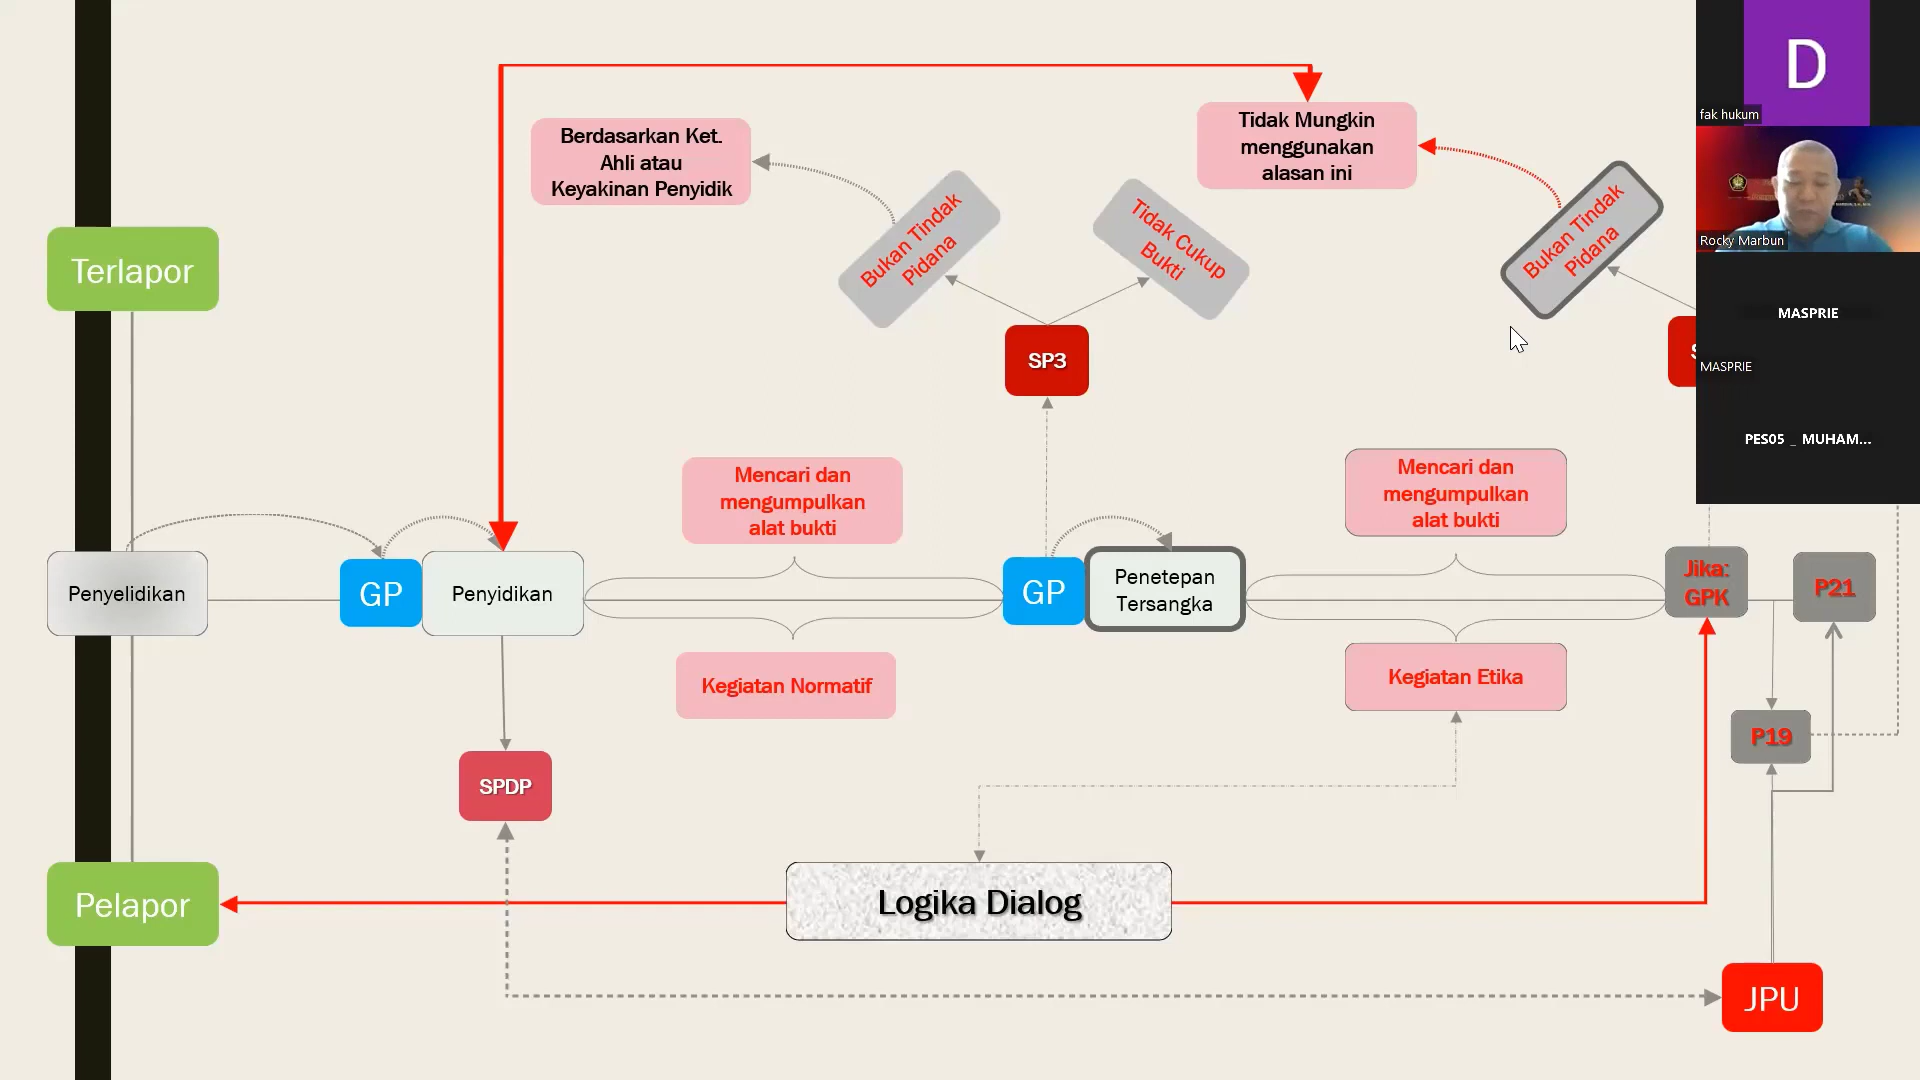 D
fak hukum
Berdasarkan Ket.
Ahli atau
Keyakinan Penyidik
Tidak Mungkin
menggunakan
alasan ini
Bukan Tindak
Pidana
Tidak Cukup
Bukti
Bukan Tindak
Pidana
Rocky Marbun
Terlapor
MASPRIE
SP3
MASPRIE
PES05 _ MUHAM...
Mencari dan
mengumpulkan
alat bukti
Mencari dan
mengumpulkan
alat bukti
Penyelidikan
GP
Penyidikan
GP
Penetepan
Tersangka
Jika:
GPK
P21
Kegiatan Normatif
Kegiatan Etika
P19
SPDP
Pelapor
Logika Dialog
JPU